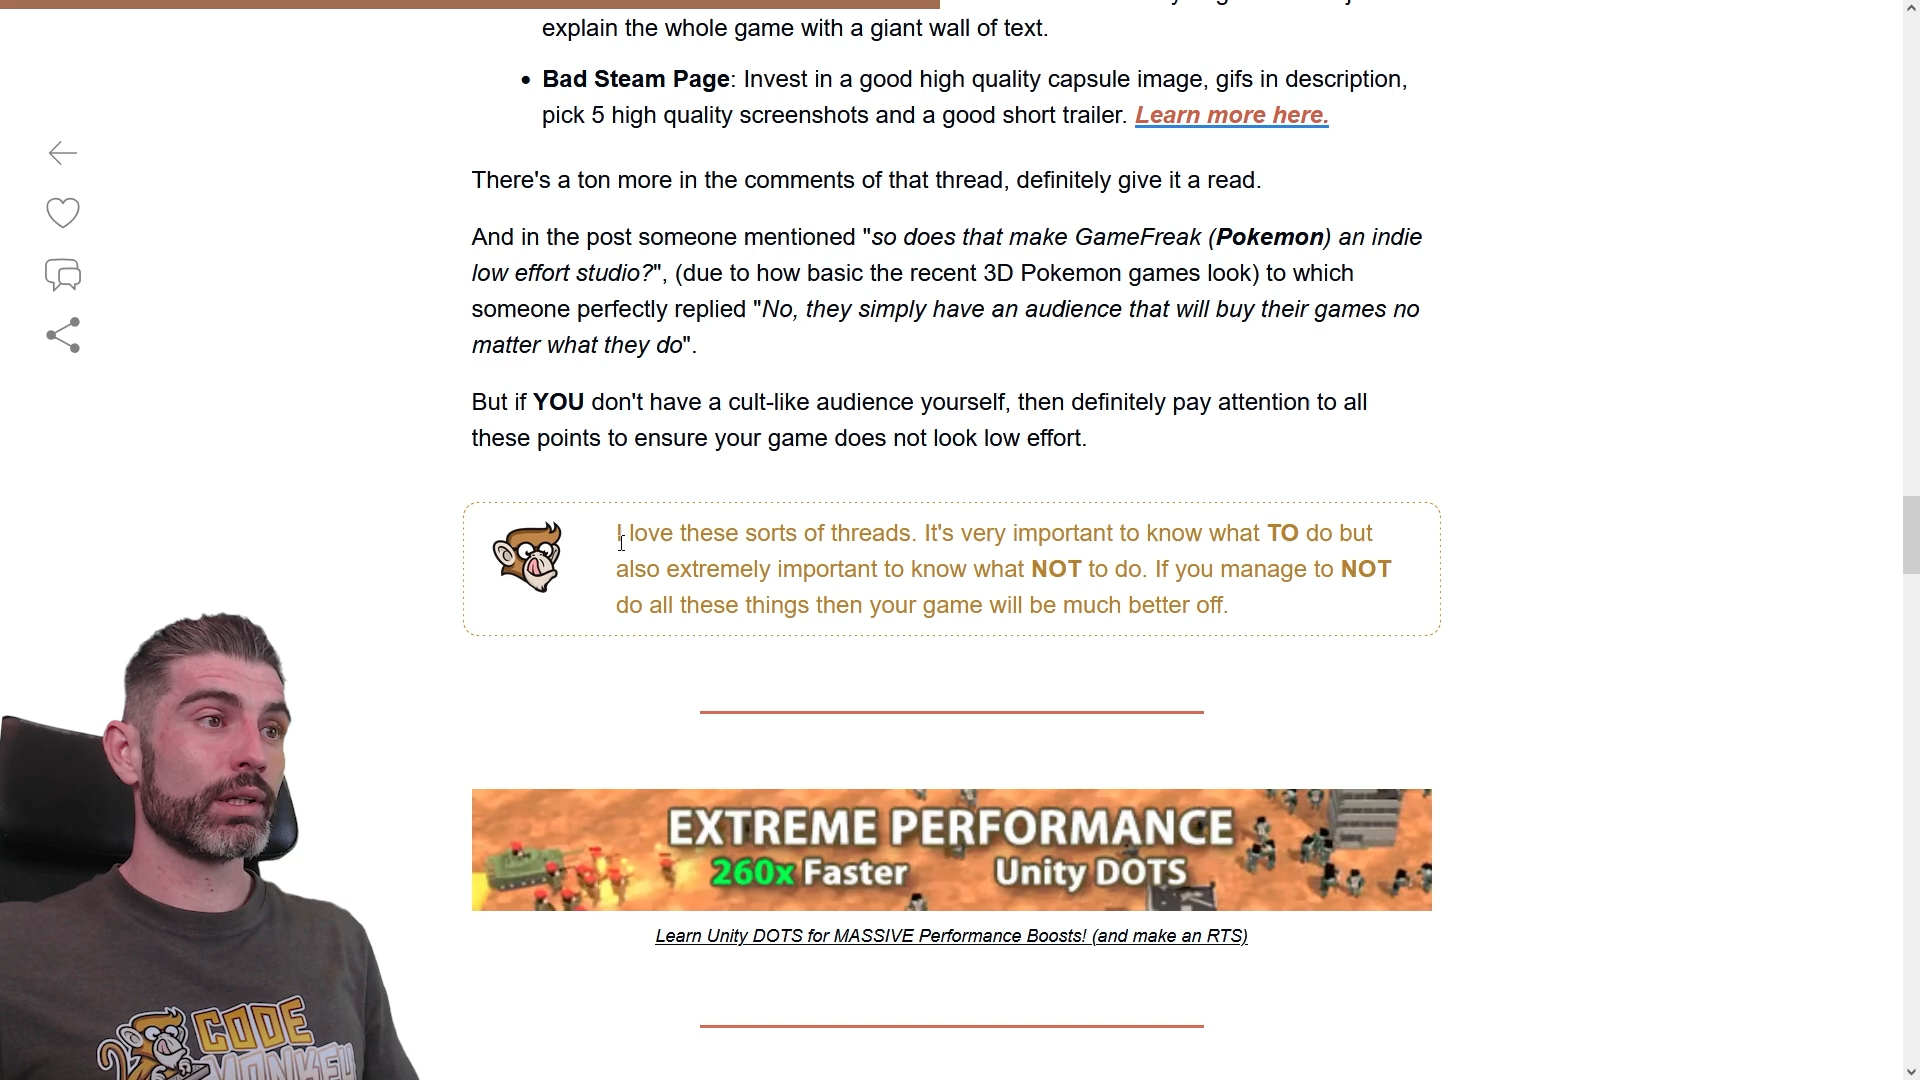 explain the whole game with a giant wall of text.
• Bad Steam Page: Invest in a good high quality capsule image, gifs in description,
pick 5 high quality screenshots and a good short trailer. Learn more here.
There's a ton more in the comments of that thread, definitely give it a read.
And in the post someone mentioned "so does that make GameFreak (Pokemon) an indie
low effort studio?", (due to how basic the recent 3D Pokemon games look) to which
someone perfectly replied "No, they simply have an audience that will buy their games no
matter what they do".
But if YOU don't have a cult-like audience yourself, then definitely pay attention to all
these points to ensure your game does not look low effort.
I love these sorts of threads. It's very important to know what TO do but
also extremely important to know what NOT to do. If you manage to NOT
do all these things then your game will be much better off.
EXTREME PERFORMANCE
260x Faster Unity DOTS
Learn Unity DOTS for MASSIVE Performance Boosts! (and make an RTS)
CODE
MONKEY